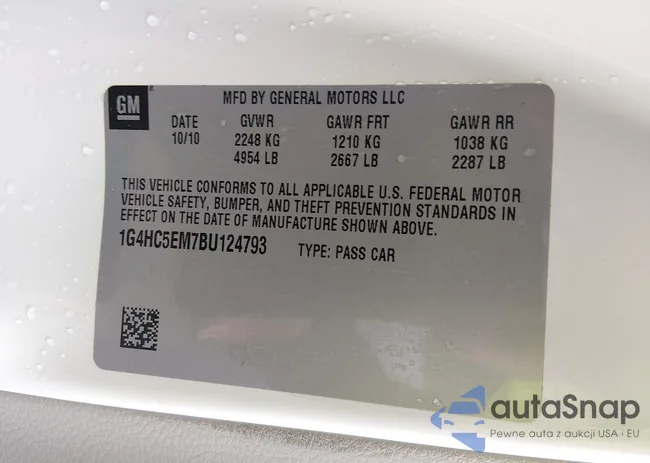 GM
MFD BY GENERAL MOTORS LLC
DATE GVWR GAWR FRT GAWR RR
10/10 2248 KG 1210 KG 1038 KG
4954 LB 2667 LB 2287 LB
THIS VEHICLE CONFORMS TO ALL APPLICABLE U.S. FEDERAL MOTOR
VEHICLE SAFETY, BUMPER, AND THEFT PREVENTION STANDARDS IN
EFFECT ON THE DATE OF MANUFACTURE SHOWN ABOVE.
1G4HC5EM7BU124793 TYPE: PASS CAR
autaSnap
Pewne auta z aukcji USA i EU